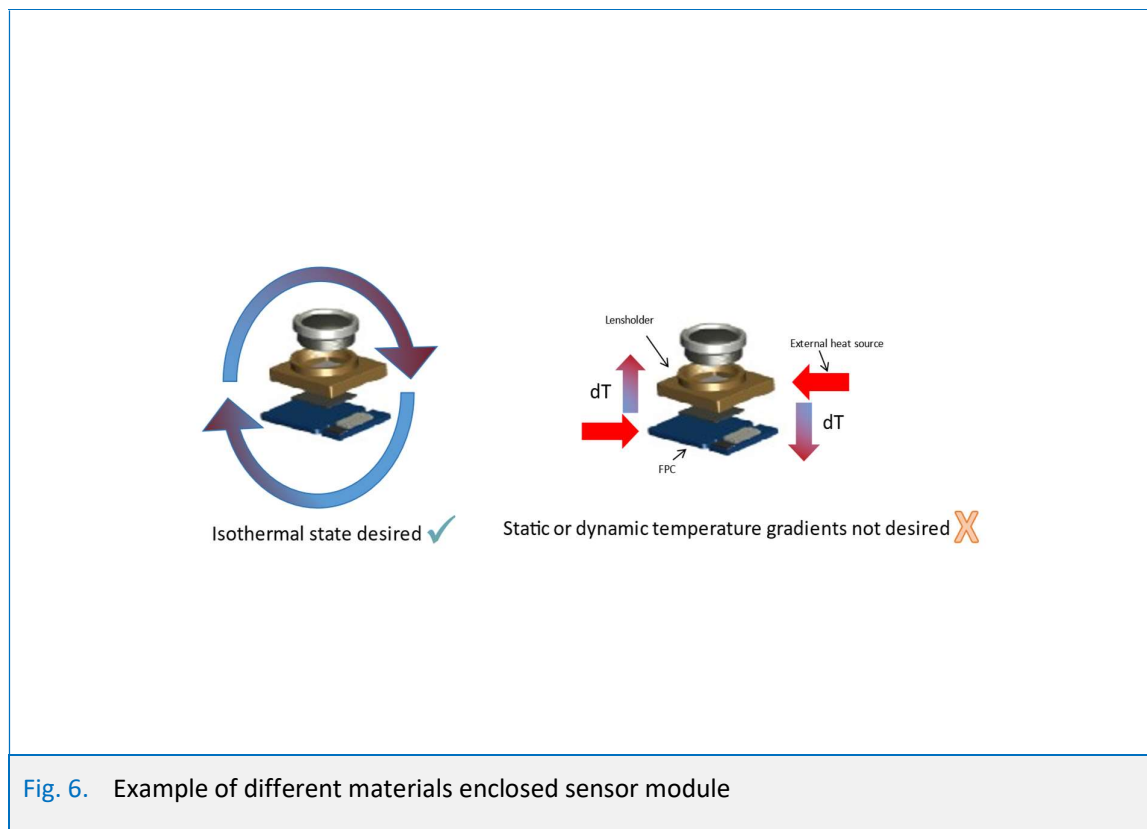 Lensholder
External heat source
dT
dT
FPC
Isothermal state desired ✓
Static or dynamic temperature gradients not desired X
Fig. 6. Example of different materials enclosed sensor module